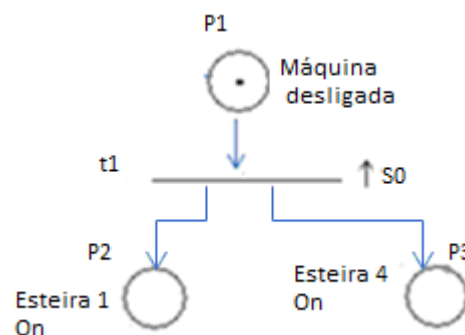 P1
Máquina
desligada
t1
↑ S0
P2
P3
Esteira 1
On
Esteira 4
On